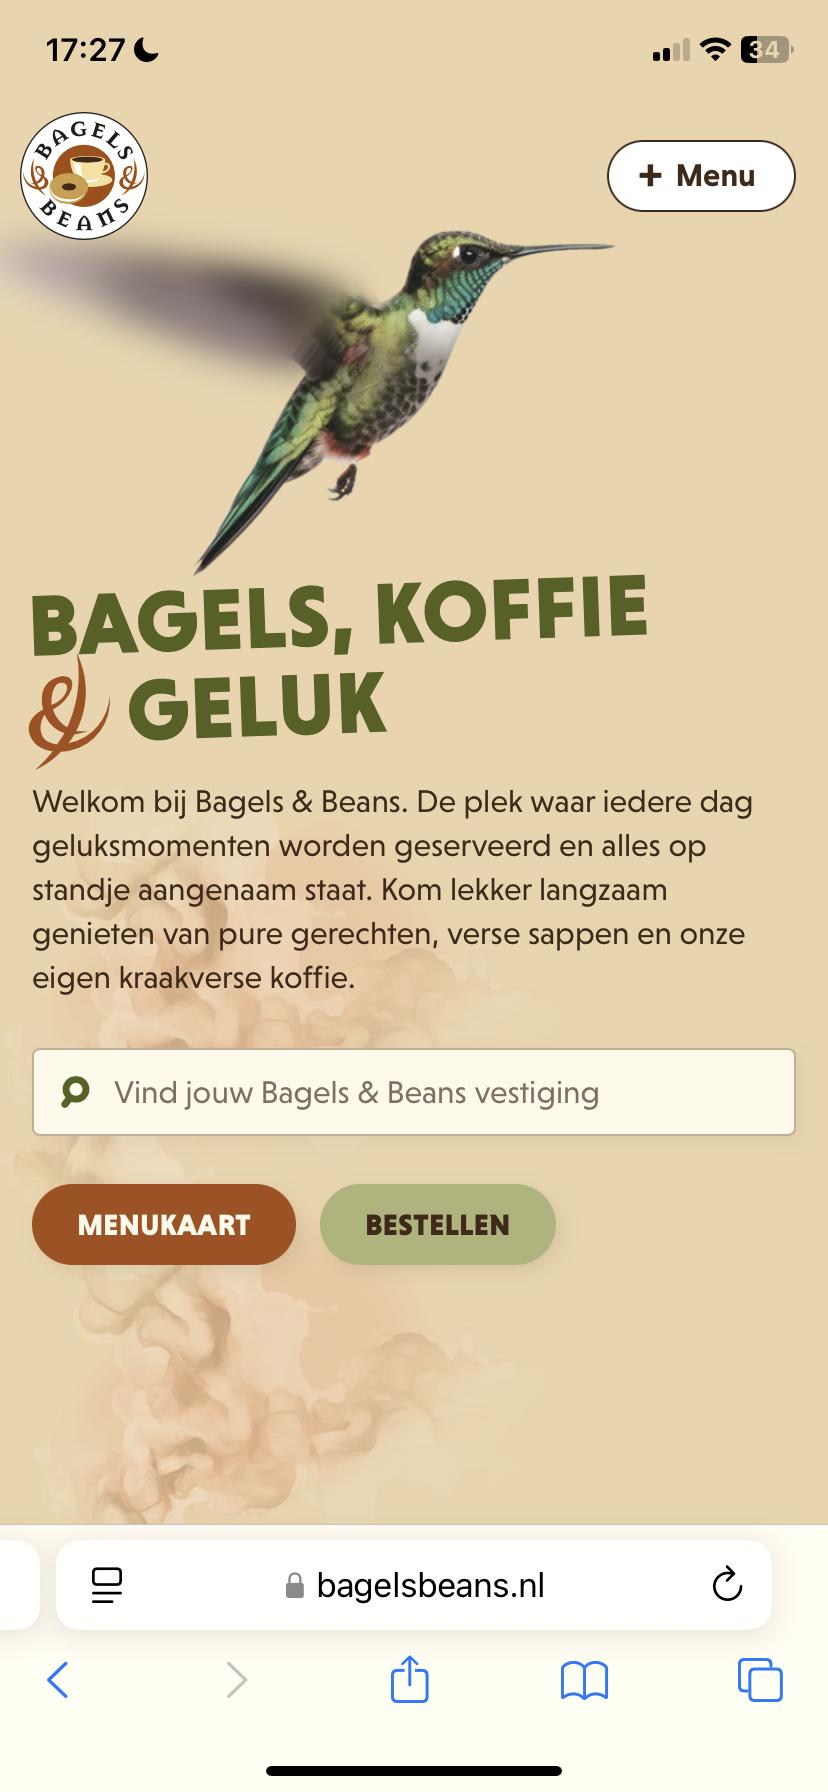 17:27
34
BAGELS
& &
BEANS
+ Menu
BAGELS, KOFFIE
& GELUK
Welkom bij Bagels & Beans. De plek waar iedere dag
geluksmomenten worden geserveerd en alles op
standje aangenaam staat. Kom lekker langzaam
genieten van pure gerechten, verse sappen en onze
eigen kraakverse koffie.
Vind jouw Bagels & Beans vestiging
MENUKAART
BESTELLEN
bagelsbeans.nl